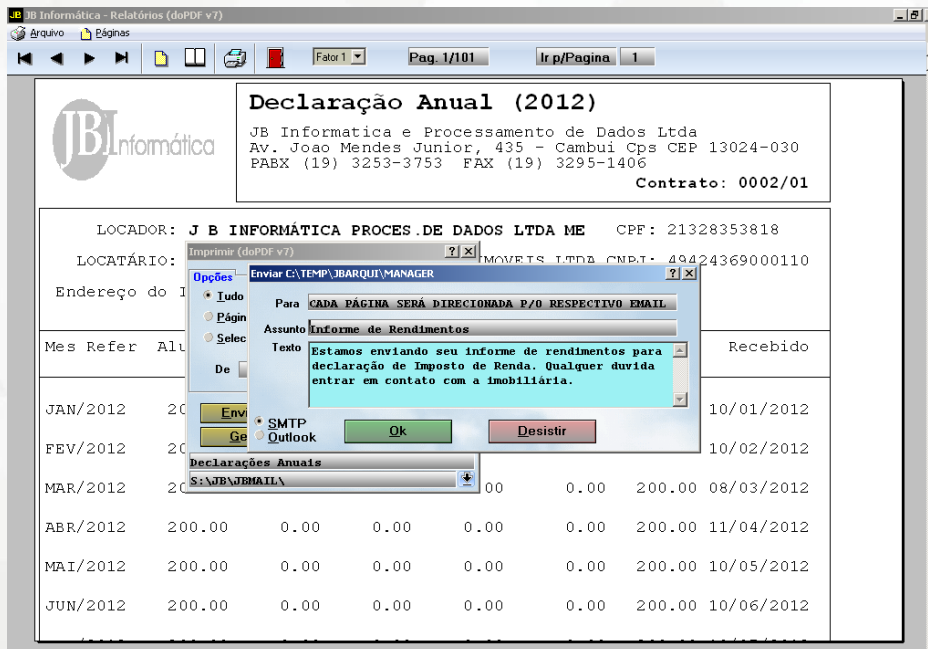 JB JB Informática - Relatórios (doPDF v7)
Arquivo Páginas
Fator 1 Pag. 1/101 Ir p/Pagina 1
JBInformática
Declaração Anual (2012)
JB Informatica e Processamento de Dados Ltda
Av. Joao Mendes Junior, 435 - Cambui Cps CEP 13024-030
PABX (19) 3253-3753 FAX (19) 3295-1406
Contrato: 0002/01
LOCADOR: J B INFORMÁTICA PROCES.DE DADOS LTDA ME CPF: 21328353818
LOCATÁRIO: IMOVEIS LTDA CNPJ: 49424369000110
Endereço do I
Mes Refer Alu Recebido
JAN/2012 20 10/01/2012
FEV/2012 20 10/02/2012
MAR/2012 20 00 0.00 200.00 08/03/2012
ABR/2012 200.00 0.00 0.00 0.00 0.00 200.00 11/04/2012
MAI/2012 200.00 0.00 0.00 0.00 0.00 200.00 10/05/2012
JUN/2012 200.00 0.00 0.00 0.00 0.00 200.00 10/06/2012
Imprimir (doPDF v7)
Opções
Tudo
Págin
Selec
De
Envi
Ge
Declarações Anuais
S:\JB\JBMAIL\
Enviar C:\TEMP\JBARQUI\MANAGER
Para CADA PÁGINA SERÁ DIRECIONADA P/O RESPECTIVO EMAIL
Assunto Informe de Rendimentos
Texto Estamos enviando seu informe de rendimentos para
declaração de Imposto de Renda. Qualquer duvida
entrar em contato com a imobiliária.
SMTP
Outlook
Ok
Desistir